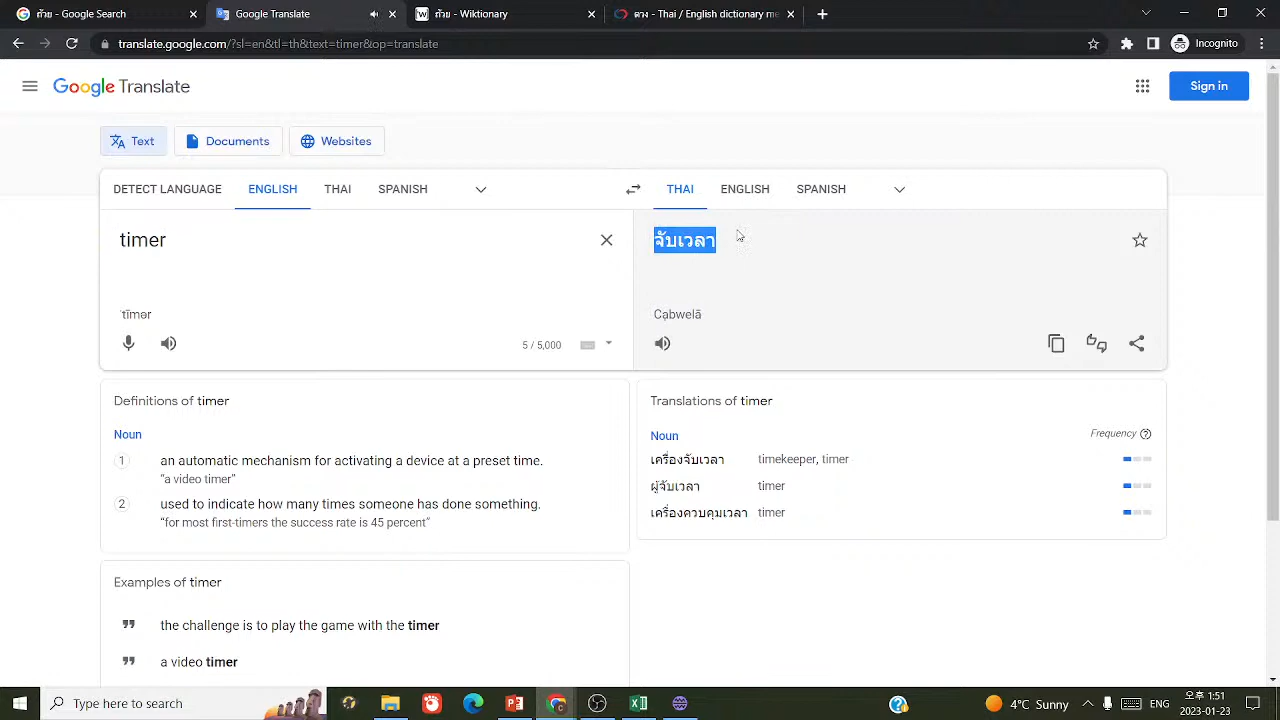 ตัม - Google Search
Google Translate
ตัม - Wiktionary
ดวง - Thai / English dictionary me
translate.google.com/?sl=en&tl=th&text=timer&op=translate
Incognito
Google Translate
Sign in
Text
Documents
Websites
DETECT LANGUAGE
ENGLISH
THAI
SPANISH
THAI
ENGLISH
SPANISH
timer
จับเวลา
ˈtīmər
Cạbwelā
5 / 5,000
Definitions of timer
Noun
1 an automatic mechanism for activating a device at a preset time.
"a video timer"
2 used to indicate how many times someone has done something.
"for most first-timers the success rate is 45 percent"
Translations of timer
Noun
Frequency
เครื่องจับเวลา timekeeper, timer
ผู้จับเวลา timer
เครื่องควบคุมเวลา timer
Examples of timer
the challenge is to play the game with the timer
a video timer
Type here to search
4°C Sunny
ENG
오후 1:51
2023-01-23